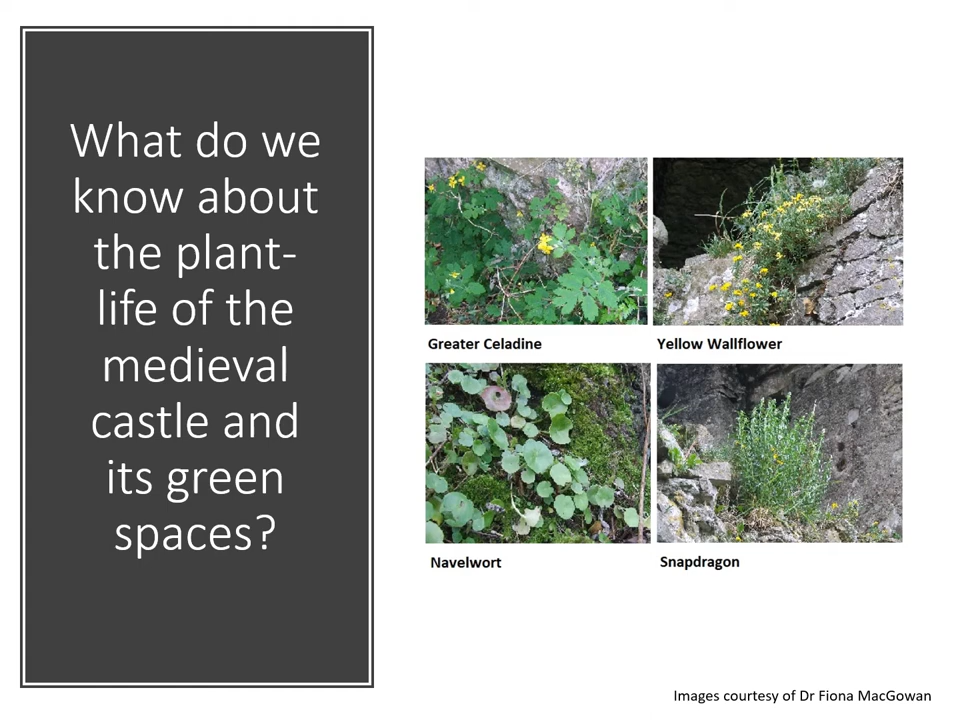 What do we
know about
the plant-
life of the
medieval
castle and
its green
spaces?
Greater Celadine
Yellow Wallflower
Navelwort
Snapdragon
Images courtesy of Dr Fiona MacGowan